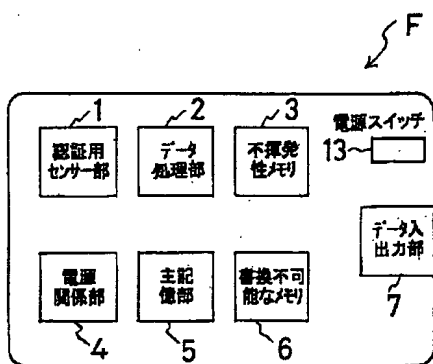 F
1
2
3
認証用
センサー部
データ
処理部
不揮発
性メモリ
電源スイッチ
13
データ入
出力部
7
電源
関係部
主記
憶部
書換不可
能なメモリ
4
5
6